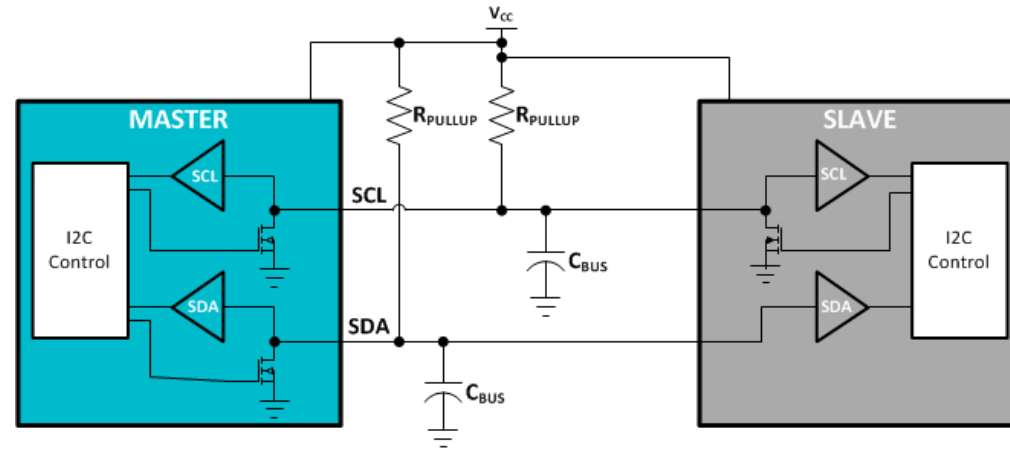 VCC
MASTER
SLAVE
RPULLUP
RPULLUP
SCL
SCL
SCL
I2C
Control
I2C
Control
CBUS
SDA
SDA
SDA
CBUS